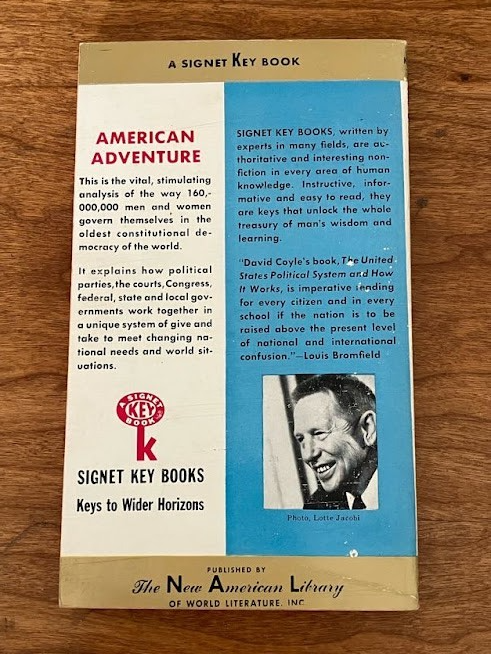 A SIGNET KEY BOOK
AMERICAN
ADVENTURE
This is the vital, stimulating
analysis of the way 160,-
000,000 men and women
govern themselves in the
oldest constitutional de-
mocracy of the world.
It explains how political
parties, the courts, Congress,
federal, state and local gov-
ernments work together in
a unique system of give and
take to meet changing na-
tional needs and world sit-
uations.
A SIGNET
KEY
BOOK
k
SIGNET KEY BOOKS
Keys to Wider Horizons
SIGNET KEY BOOKS, written by
experts in many fields, are au-
thoritative and interesting non-
fiction in every area of human
knowledge. Instructive, infor-
mative and easy to read, they
are keys that unlock the whole
treasury of man's wisdom and
learning.
"David Coyle's book, The United
States Political System and How
It Works, is imperative reading
for every citizen and in every
school if the nation is to be
raised above the present level
of national and international
confusion."—Louis Bromfield
Photo, Lotte Jacobi
PUBLISHED BY
The New American Library
OF WORLD LITERATURE, INC